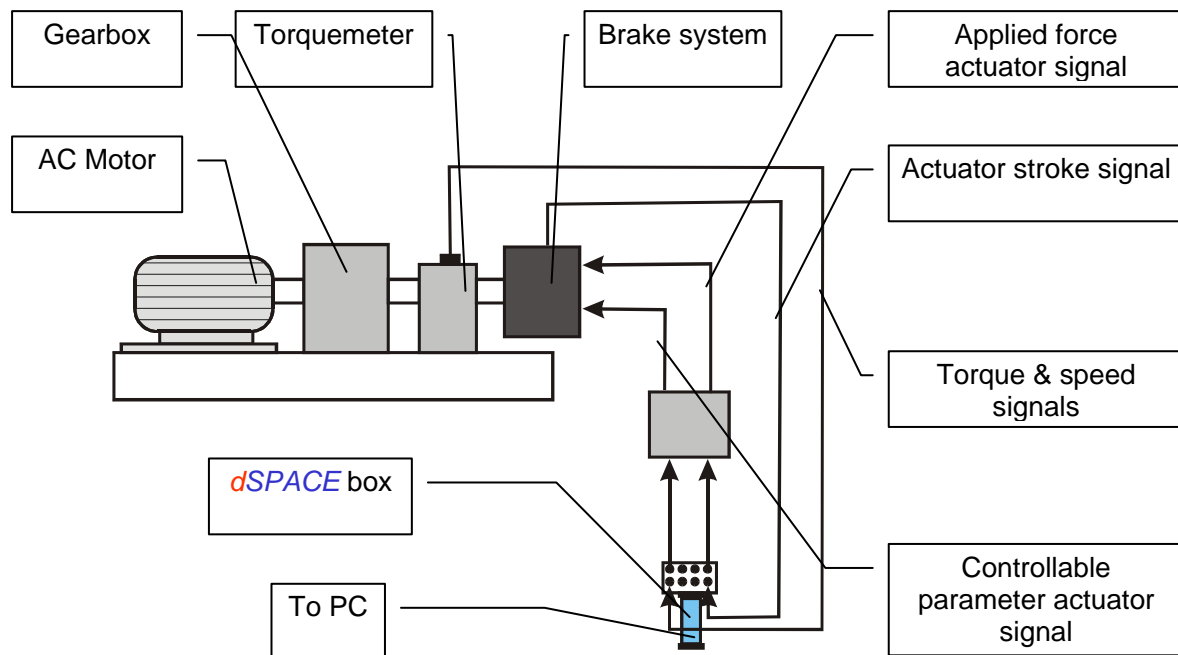 Gearbox
Torquemeter
Brake system
Applied force
actuator signal
AC Motor
Actuator stroke signal
Torque & speed
signals
dSPACE box
Controllable
parameter actuator
signal
To PC